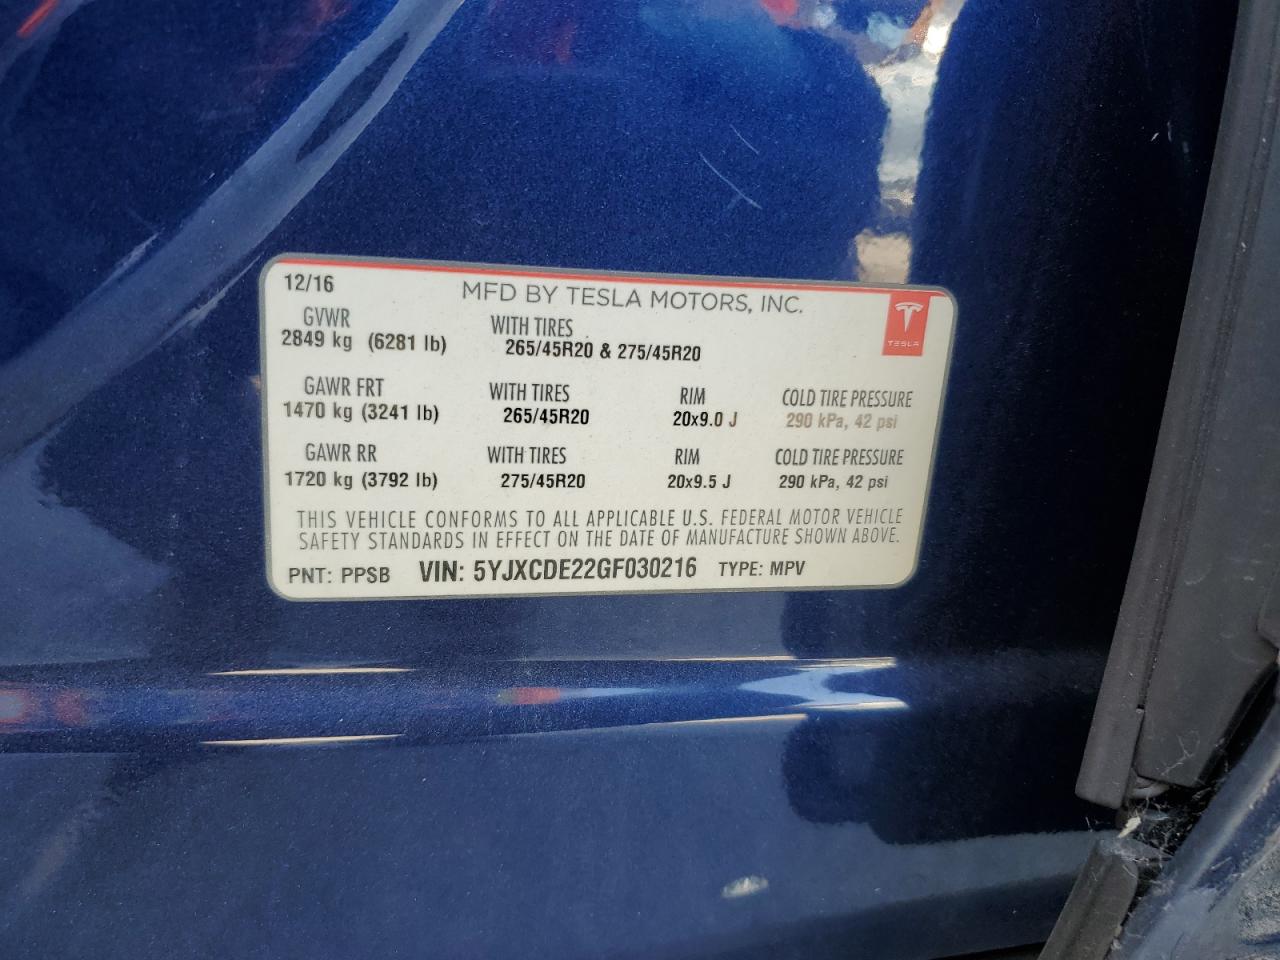 12/16 MFD BY TESLA MOTORS, INC.
GVWR WITH TIRES
2849 kg (6281 lb) 265/45R20 & 275/45R20
TESLA
GAWR FRT WITH TIRES RIM COLD TIRE PRESSURE
1470 kg (3241 lb) 265/45R20 20x9.0 J 290 kPa, 42 psi
GAWR RR WITH TIRES RIM COLD TIRE PRESSURE
1720 kg (3792 lb) 275/45R20 20x9.5 J 290 kPa, 42 psi
THIS VEHICLE CONFORMS TO ALL APPLICABLE U.S. FEDERAL MOTOR VEHICLE
SAFETY STANDARDS IN EFFECT ON THE DATE OF MANUFACTURE SHOWN ABOVE.
PNT: PPSB VIN: 5YJXCDE22GF030216 TYPE: MPV